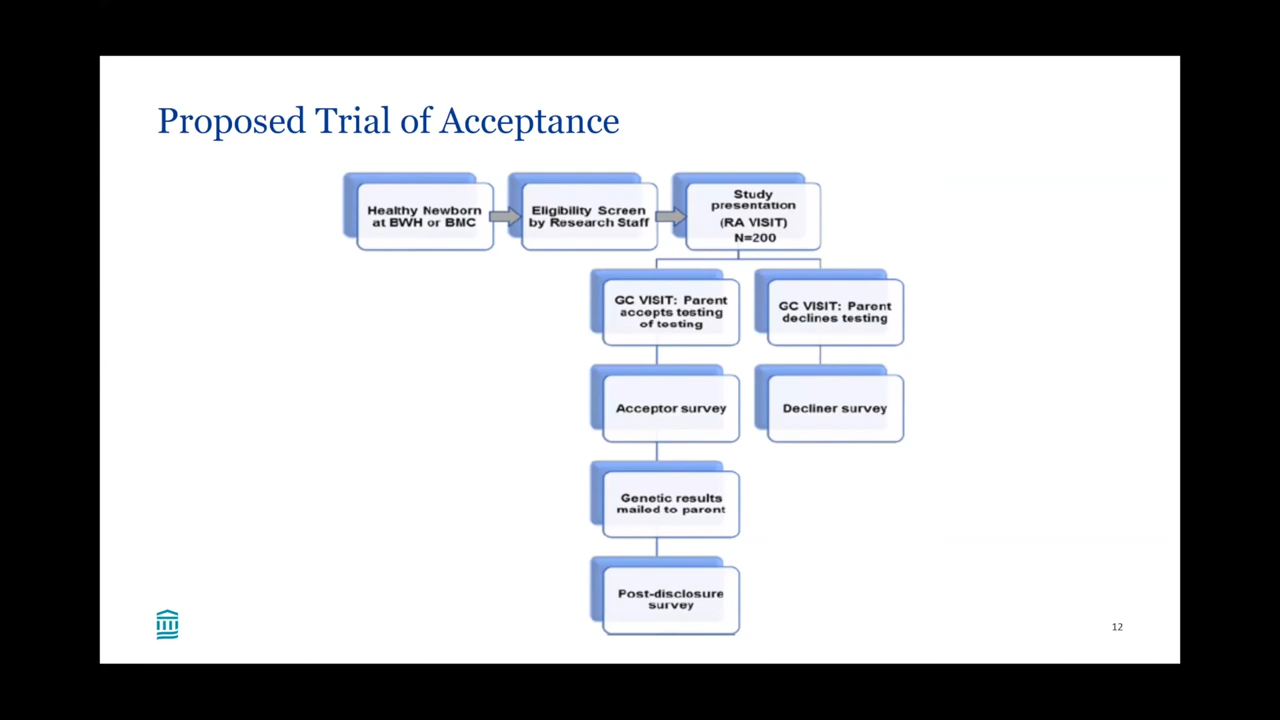 Proposed Trial of Acceptance
Healthy Newborn
at BWH or BMC
Eligibility Screen
by Research Staff
Study
presentation
(RA VISIT)
N=200
GC VISIT: Parent
accepts testing
of testing
GC VISIT: Parent
declines testing
Acceptor survey
Decliner survey
Genetic results
mailed to parent
Post-disclosure
survey
12